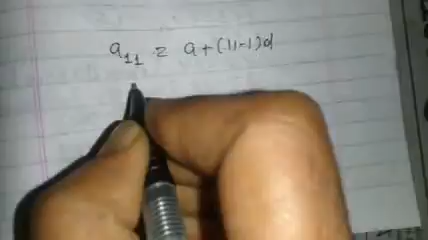 a₁₁ = a+(11-1)d